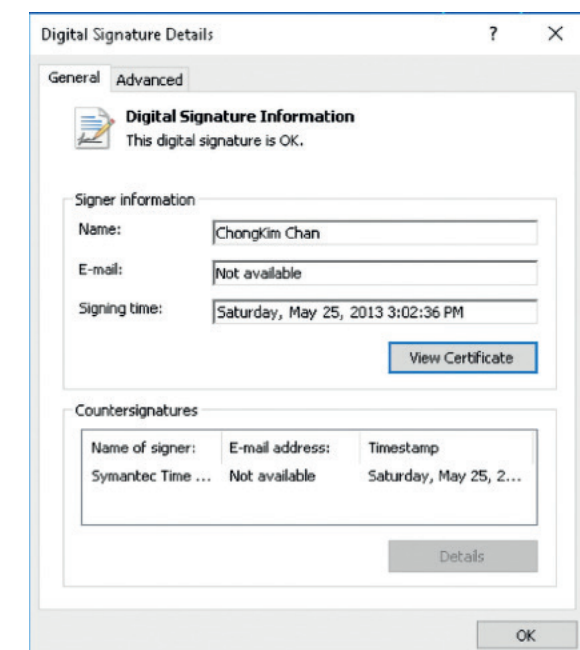 Digital Signature Details ? ×
General Advanced
Digital Signature Information
This digital signature is OK.
Signer information
Name: ChongKim Chan
E-mail: Not available
Signing time: Saturday, May 25, 2013 3:02:36 PM
View Certificate
Countersignatures
Name of signer: E-mail address: Timestamp
Symantec Time ... Not available Saturday, May 25, 2...
Details
OK